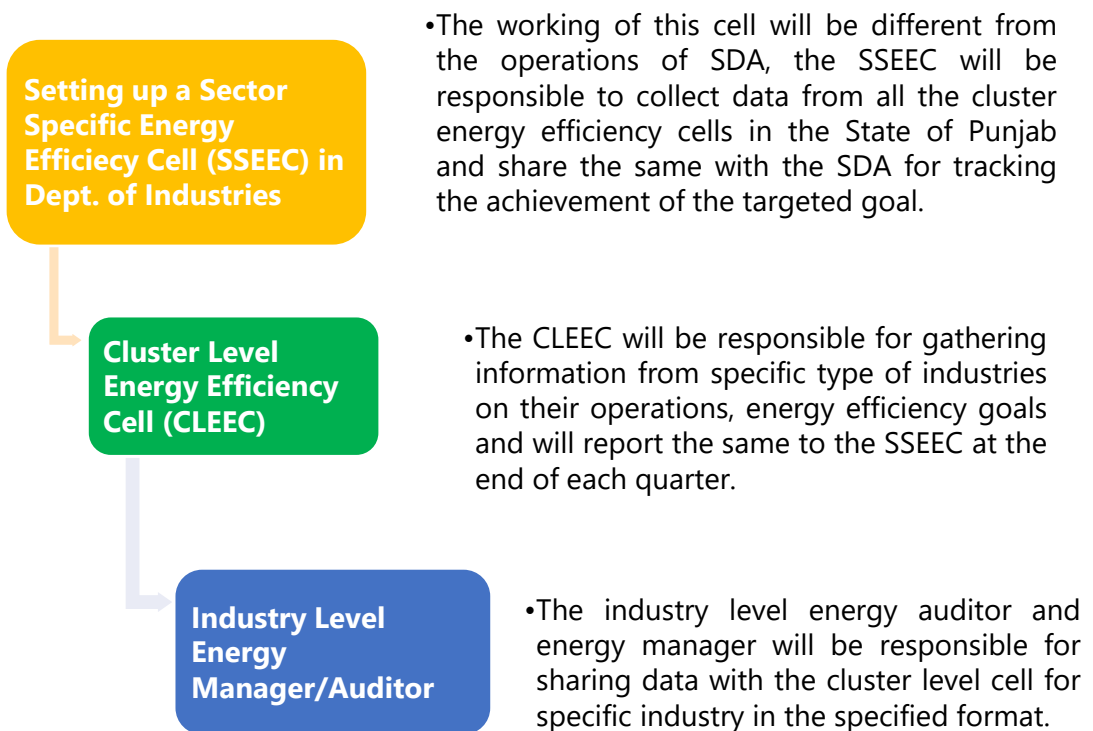 Setting up a Sector
Specific Energy
Efficiecy Cell (SSEEC) in
Dept. of Industries
•The working of this cell will be different from
the operations of SDA, the SSEEC will be
responsible to collect data from all the cluster
energy efficiency cells in the State of Punjab
and share the same with the SDA for tracking
the achievement of the targeted goal.
Cluster Level
Energy Efficiency
Cell (CLEEC)
•The CLEEC will be responsible for gathering
information from specific type of industries
on their operations, energy efficiency goals
and will report the same to the SSEEC at the
end of each quarter.
Industry Level
Energy
Manager/Auditor
•The industry level energy auditor and
energy manager will be responsible for
sharing data with the cluster level cell for
specific industry in the specified format.